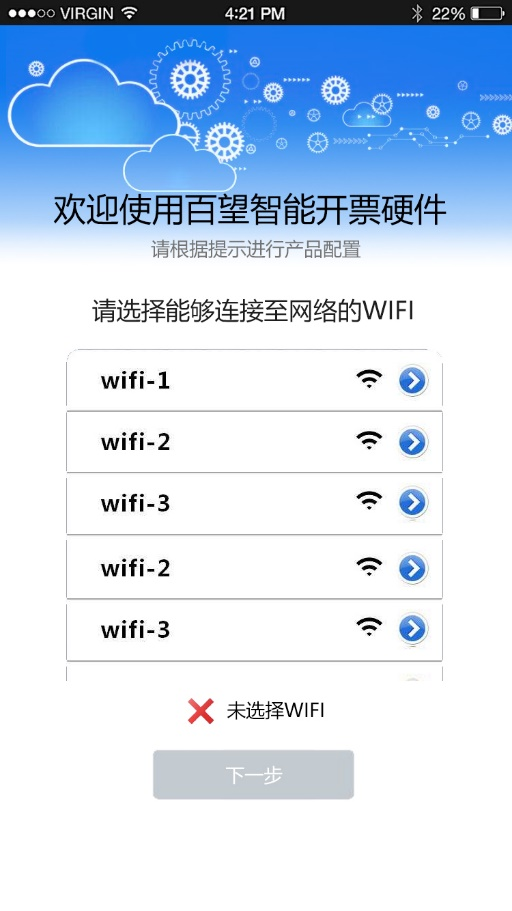 VIRGIN 4:21 PM 22%
欢迎使用百望智能开票硬件
请根据提示进行产品配置
请选择能够连接至网络的WIFI
wifi-1
wifi-2
wifi-3
wifi-2
wifi-3
未选择WIFI
下一步